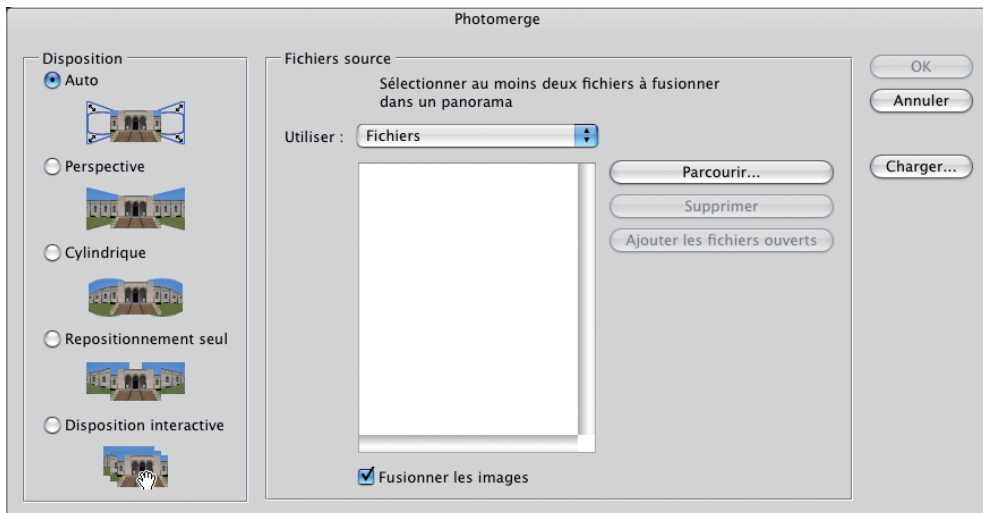 Photomerge
Disposition
Auto
Perspective
Cylindrique
Repositionnement seul
Disposition interactive
Fichiers source
Sélectionner au moins deux fichiers à fusionner
dans un panorama
Utiliser : Fichiers
Parcourir...
Supprimer
Ajouter les fichiers ouverts
Fusionner les images
OK
Annuler
Charger...